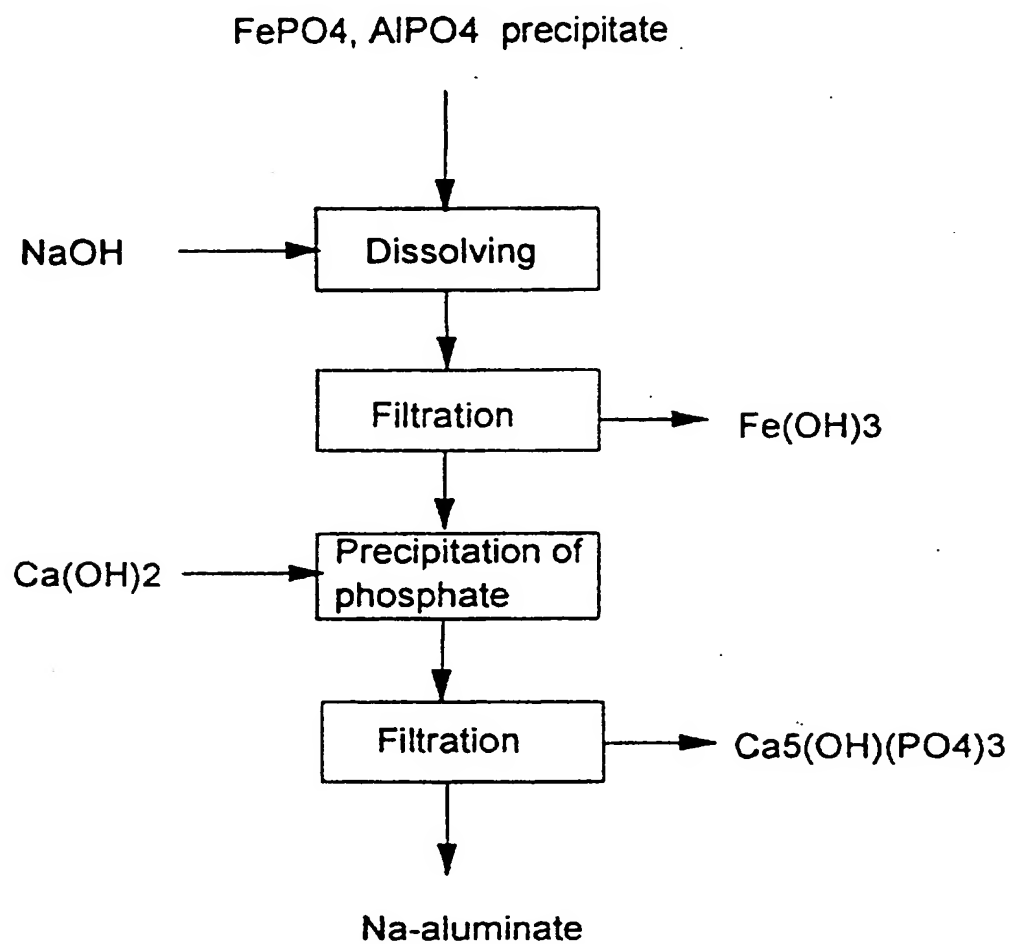 FePO4, AlPO4 precipitate
NaOH
Dissolving
Filtration
Fe(OH)3
Ca(OH)2
Precipitation of
phosphate
Filtration
Ca5(OH)(PO4)3
Na-aluminate